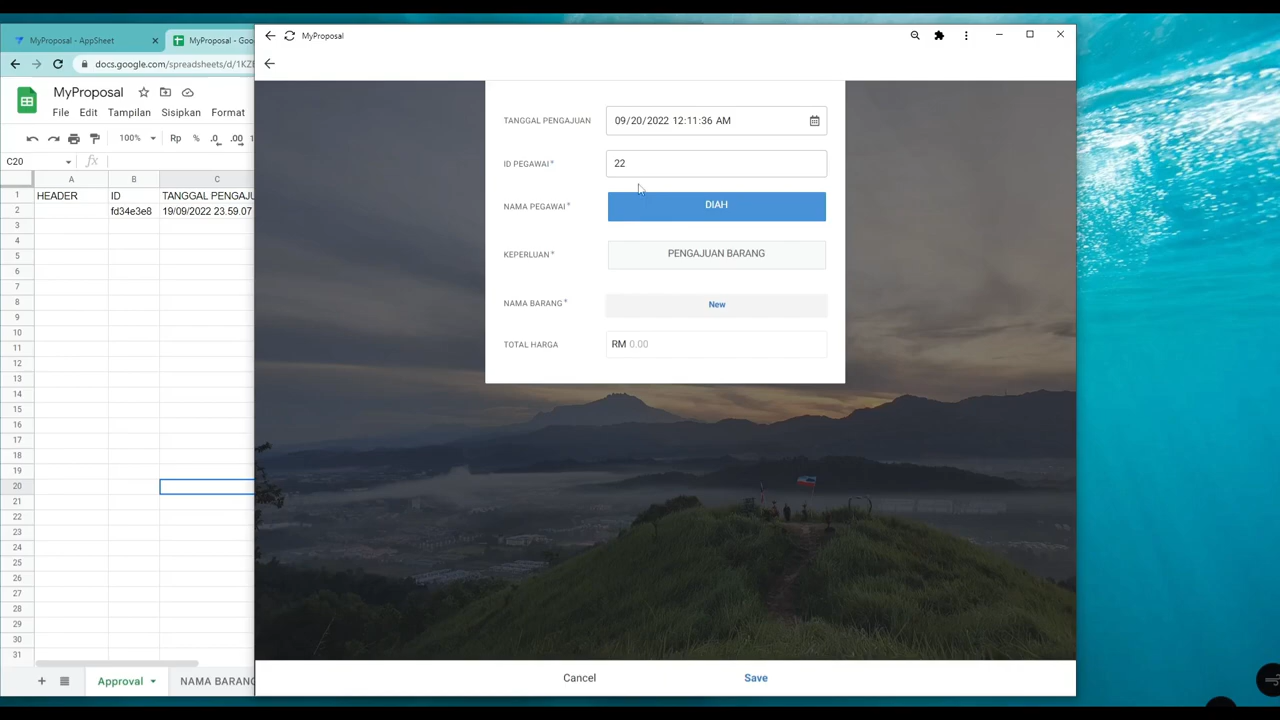 MyProposal - AppSheet
MyProposal - Goo
docs.google.com/spreadsheets/d/1KZE
MyProposal
File Edit Tampilan Sisipkan Format
100% Rp % .0 .00 1
C20 fx
A B C
1 HEADER ID TANGGAL PENGAJU
2 fd34e3e8 19/09/2022 23.59.07
3
4
5
6
7
8
9
10
11
12
13
14
15
16
17
18
19
20
21
22
23
24
25
26
27
28
29
30
31
Approval NAMA BARANG
MyProposal
TANGGAL PENGAJUAN 09/20/2022 12:11:36 AM
ID PEGAWAI* 22
NAMA PEGAWAI* DIAH
KEPERLUAN* PENGAJUAN BARANG
NAMA BARANG* New
TOTAL HARGA RM 0.00
Cancel Save